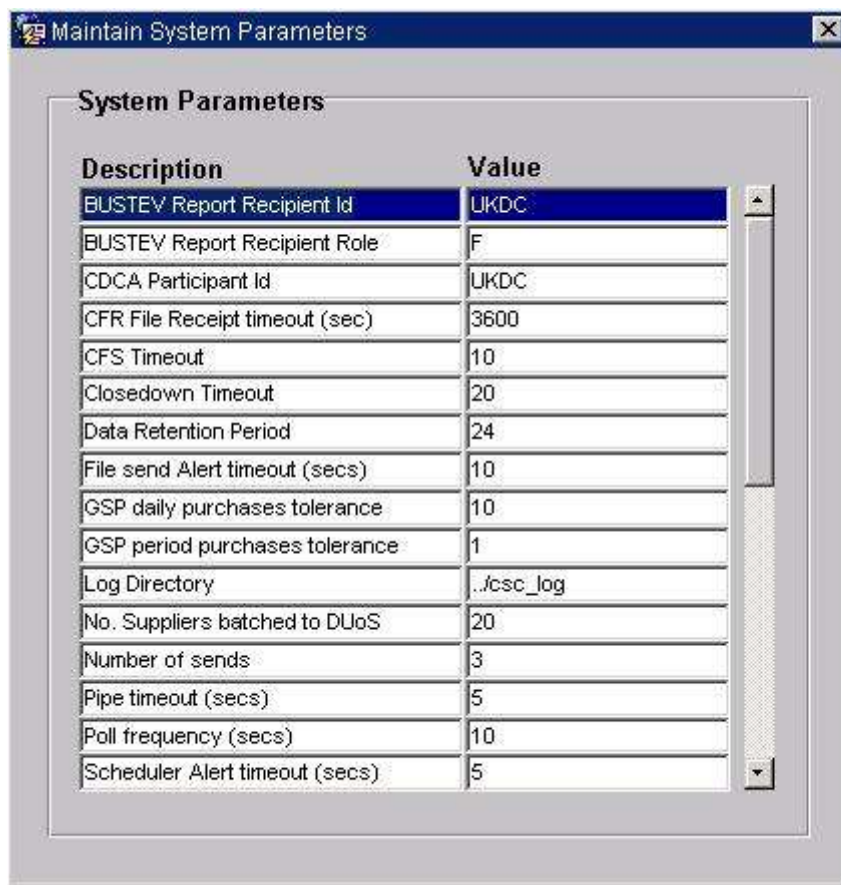 Maintain System Parameters
System Parameters
Description Value
BUSTEV Report Recipient Id UKDC
BUSTEV Report Recipient Role F
CDCA Participant Id UKDC
CFR File Receipt timeout (sec) 3600
CFS Timeout 10
Closedown Timeout 20
Data Retention Period 24
File send Alert timeout (secs) 10
GSP daily purchases tolerance 10
GSP period purchases tolerance 1
Log Directory ../csc_log
No. Suppliers batched to DUoS 20
Number of sends 3
Pipe timeout (secs) 5
Poll frequency (secs) 10
Scheduler Alert timeout (secs) 5